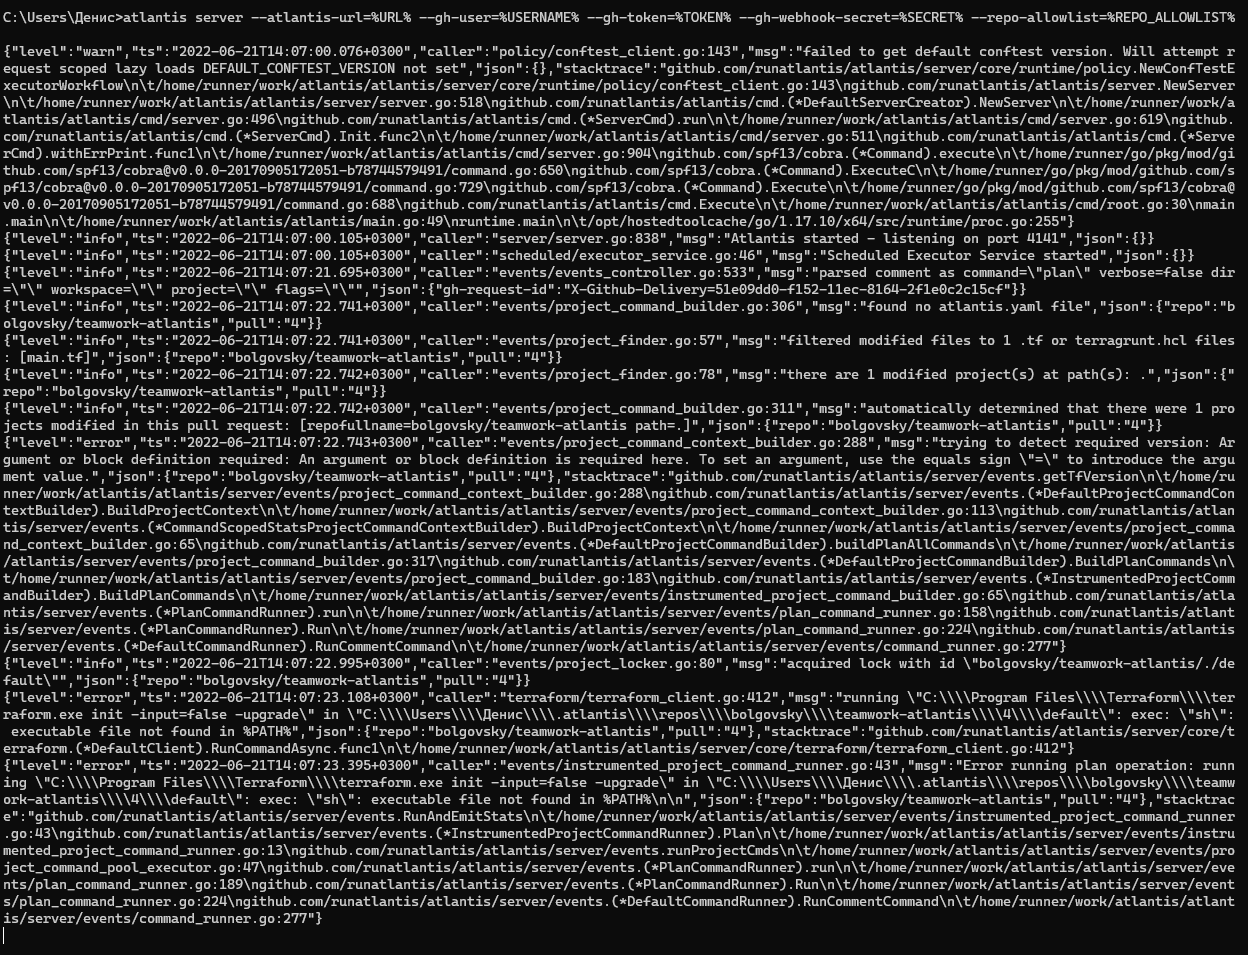 C:\Users\Денис>atlantis server --atlantis-url=%URL% --gh-user=%USERNAME% --gh-token=%TOKEN% --gh-webhook-secret=%SECRET% --repo-allowlist=%REPO_ALLOWLIST%
{"level":"warn","ts":"2022-06-21T14:07:00.076+0300","caller":"policy/conftest_client.go:143","msg":"failed to get default conftest version. Will attempt r
equest scoped lazy loads DEFAULT_CONFTEST_VERSION not set","json":{},"stacktrace":"github.com/runatlantis/atlantis/server/core/runtime/policy.NewConfTestE
xecutorWorkflow\n\t/home/runner/work/atlantis/atlantis/server/core/runtime/policy/conftest_client.go:143\ngithub.com/runatlantis/atlantis/server.NewServer
\n\t/home/runner/work/atlantis/atlantis/server/server.go:518\ngithub.com/runatlantis/atlantis/cmd.(*DefaultServerCreator).NewServer\n\t/home/runner/work/a
tlantis/atlantis/cmd/server.go:496\ngithub.com/runatlantis/atlantis/cmd.(*ServerCmd).run\n\t/home/runner/work/atlantis/atlantis/cmd/server.go:619\ngithub.
com/runatlantis/atlantis/cmd.(*ServerCmd).Init.func2\n\t/home/runner/work/atlantis/atlantis/cmd/server.go:511\ngithub.com/runatlantis/atlantis/cmd.(*Serve
rCmd).withErrPrint.func1\n\t/home/runner/work/atlantis/atlantis/cmd/server.go:904\ngithub.com/spf13/cobra.(*Command).execute\n\t/home/runner/go/pkg/mod/gi
thub.com/spf13/cobra@v0.0.0-20170905172051-b78744579491/command.go:650\ngithub.com/spf13/cobra.(*Command).ExecuteC\n\t/home/runner/go/pkg/mod/github.com/s
pf13/cobra@v0.0.0-20170905172051-b78744579491/command.go:729\ngithub.com/spf13/cobra.(*Command).Execute\n\t/home/runner/go/pkg/mod/github.com/spf13/cobra@
v0.0.0-20170905172051-b78744579491/command.go:688\ngithub.com/runatlantis/atlantis/cmd.Execute\n\t/home/runner/work/atlantis/atlantis/cmd/root.go:30\nmain
.main\n\t/home/runner/work/atlantis/atlantis/main.go:49\nruntime.main\n\t/opt/hostedtoolcache/go/1.17.10/x64/src/runtime/proc.go:255"}
{"level":"info","ts":"2022-06-21T14:07:00.105+0300","caller":"server/server.go:838","msg":"Atlantis started - listening on port 4141","json":{}}
{"level":"info","ts":"2022-06-21T14:07:00.105+0300","caller":"scheduled/executor_service.go:46","msg":"Scheduled Executor Service started","json":{}}
{"level":"info","ts":"2022-06-21T14:07:21.695+0300","caller":"events/events_controller.go:533","msg":"parsed comment as command=\"plan\" verbose=false dir
=\"\" workspace=\"\" project=\"\" flags=\"\"","json":{"gh-request-id":"X-Github-Delivery=51e09dd0-f152-11ec-8164-2f1e0c2c15cf"}}
{"level":"info","ts":"2022-06-21T14:07:22.741+0300","caller":"events/project_command_builder.go:306","msg":"found no atlantis.yaml file","json":{"repo":"b
olgovsky/teamwork-atlantis","pull":"4"}}
{"level":"info","ts":"2022-06-21T14:07:22.741+0300","caller":"events/project_finder.go:57","msg":"filtered modified files to 1 .tf or terragrunt.hcl files
: [main.tf]","json":{"repo":"bolgovsky/teamwork-atlantis","pull":"4"}}
{"level":"info","ts":"2022-06-21T14:07:22.742+0300","caller":"events/project_finder.go:78","msg":"there are 1 modified project(s) at path(s): .","json":{"
repo":"bolgovsky/teamwork-atlantis","pull":"4"}}
{"level":"info","ts":"2022-06-21T14:07:22.742+0300","caller":"events/project_command_builder.go:311","msg":"automatically determined that there were 1 pro
jects modified in this pull request: [repofullname=bolgovsky/teamwork-atlantis path=.]","json":{"repo":"bolgovsky/teamwork-atlantis","pull":"4"}}
{"level":"error","ts":"2022-06-21T14:07:22.743+0300","caller":"events/project_command_context_builder.go:288","msg":"trying to detect required version: Ar
gument or block definition required: An argument or block definition is required here. To set an argument, use the equals sign \"=\" to introduce the argu
ment value.","json":{"repo":"bolgovsky/teamwork-atlantis","pull":"4"},"stacktrace":"github.com/runatlantis/atlantis/server/events.getTfVersion\n\t/home/ru
nner/work/atlantis/atlantis/server/events/project_command_context_builder.go:288\ngithub.com/runatlantis/atlantis/server/events.(*DefaultProjectCommandCon
textBuilder).BuildProjectContext\n\t/home/runner/work/atlantis/atlantis/server/events/project_command_context_builder.go:113\ngithub.com/runatlantis/atlan
tis/server/events.(*CommandScopedStatsProjectCommandContextBuilder).BuildProjectContext\n\t/home/runner/work/atlantis/atlantis/server/events/project_comma
nd_context_builder.go:65\ngithub.com/runatlantis/atlantis/server/events.(*DefaultProjectCommandBuilder).buildPlanAllCommands\n\t/home/runner/work/atlantis
/atlantis/server/events/project_command_builder.go:317\ngithub.com/runatlantis/atlantis/server/events.(*DefaultProjectCommandBuilder).BuildPlanCommands\n\
t/home/runner/work/atlantis/atlantis/server/events/project_command_builder.go:183\ngithub.com/runatlantis/atlantis/server/events.(*InstrumentedProjectComm
andBuilder).BuildPlanCommands\n\t/home/runner/work/atlantis/atlantis/server/events/instrumented_project_command_builder.go:65\ngithub.com/runatlantis/atla
ntis/server/events.(*PlanCommandRunner).run\n\t/home/runner/work/atlantis/atlantis/server/events/plan_command_runner.go:158\ngithub.com/runatlantis/atlant
is/server/events.(*PlanCommandRunner).Run\n\t/home/runner/work/atlantis/atlantis/server/events/plan_command_runner.go:224\ngithub.com/runatlantis/atlantis
/server/events.(*DefaultCommandRunner).RunCommentCommand\n\t/home/runner/work/atlantis/atlantis/server/events/command_runner.go:277"}
{"level":"info","ts":"2022-06-21T14:07:22.995+0300","caller":"events/project_locker.go:80","msg":"acquired lock with id \"bolgovsky/teamwork-atlantis/./de
fault\"","json":{"repo":"bolgovsky/teamwork-atlantis","pull":"4"}}
{"level":"error","ts":"2022-06-21T14:07:23.108+0300","caller":"terraform/terraform_client.go:412","msg":"running \"C:\\\\Program Files\\\\Terraform\\\\ter
raform.exe init -input=false -upgrade\" in \"C:\\\\Users\\\\Денис\\\\.atlantis\\\\repos\\\\bolgovsky\\\\teamwork-atlantis\\\\4\\\\default\": exec: \"sh\":
 executable file not found in %PATH%","json":{"repo":"bolgovsky/teamwork-atlantis","pull":"4"},"stacktrace":"github.com/runatlantis/atlantis/server/core/t
erraform.(*DefaultClient).RunCommandAsync.func1\n\t/home/runner/work/atlantis/atlantis/server/core/terraform/terraform_client.go:412"}
{"level":"error","ts":"2022-06-21T14:07:23.395+0300","caller":"events/instrumented_project_command_runner.go:43","msg":"Error running plan operation: runn
ing \"C:\\\\Program Files\\\\Terraform\\\\terraform.exe init -input=false -upgrade\" in \"C:\\\\Users\\\\Денис\\\\.atlantis\\\\repos\\\\bolgovsky\\\\teamw
ork-atlantis\\\\4\\\\default\": exec: \"sh\": executable file not found in %PATH%\n\n","json":{"repo":"bolgovsky/teamwork-atlantis","pull":"4"},"stacktrac
e":"github.com/runatlantis/atlantis/server/events.RunAndEmitStats\n\t/home/runner/work/atlantis/atlantis/server/events/instrumented_project_command_runner
.go:43\ngithub.com/runatlantis/atlantis/server/events.(*InstrumentedProjectCommandRunner).Plan\n\t/home/runner/work/atlantis/atlantis/server/events/instru
mented_project_command_runner.go:13\ngithub.com/runatlantis/atlantis/server/events.runProjectCmds\n\t/home/runner/work/atlantis/atlantis/server/events/pro
ject_command_pool_executor.go:47\ngithub.com/runatlantis/atlantis/server/events.(*PlanCommandRunner).run\n\t/home/runner/work/atlantis/atlantis/server/eve
nts/plan_command_runner.go:189\ngithub.com/runatlantis/atlantis/server/events.(*PlanCommandRunner).Run\n\t/home/runner/work/atlantis/atlantis/server/event
s/plan_command_runner.go:224\ngithub.com/runatlantis/atlantis/server/events.(*DefaultCommandRunner).RunCommentCommand\n\t/home/runner/work/atlantis/atlant
is/server/events/command_runner.go:277"}